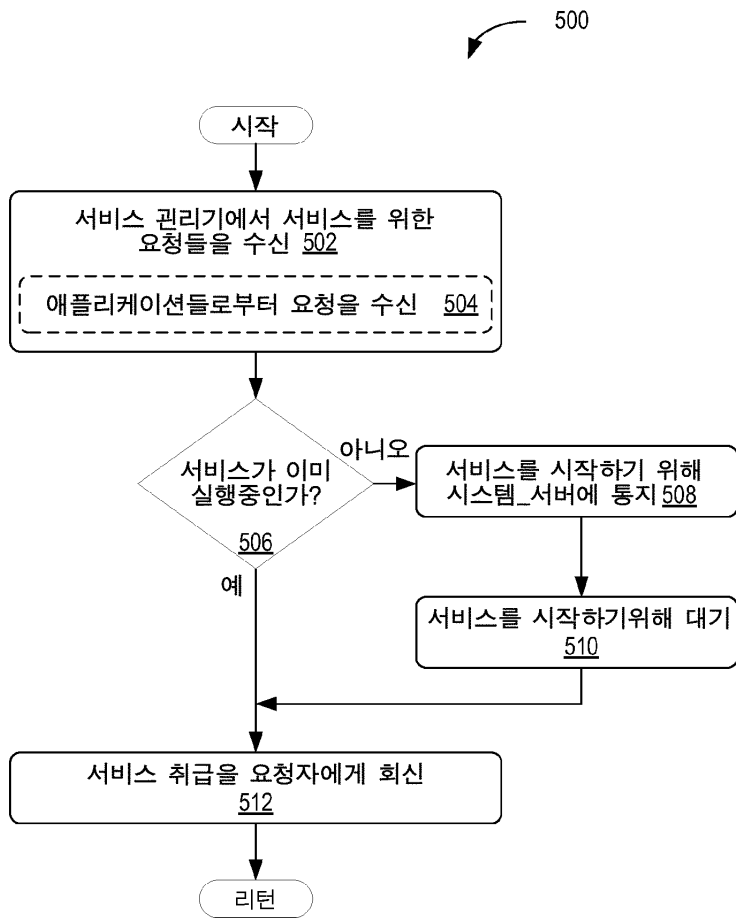 500
시작
서비스 관리기에서 서비스를 위한
요청들을 수신 502
애플리케이션들로부터 요청을 수신 504
서비스가 이미
실행중인가?
506
아니오
예
서비스를 시작하기 위해
시스템_서버에 통지 508
서비스를 시작하기위해 대기
510
서비스 취급을 요청자에게 회신
512
리턴